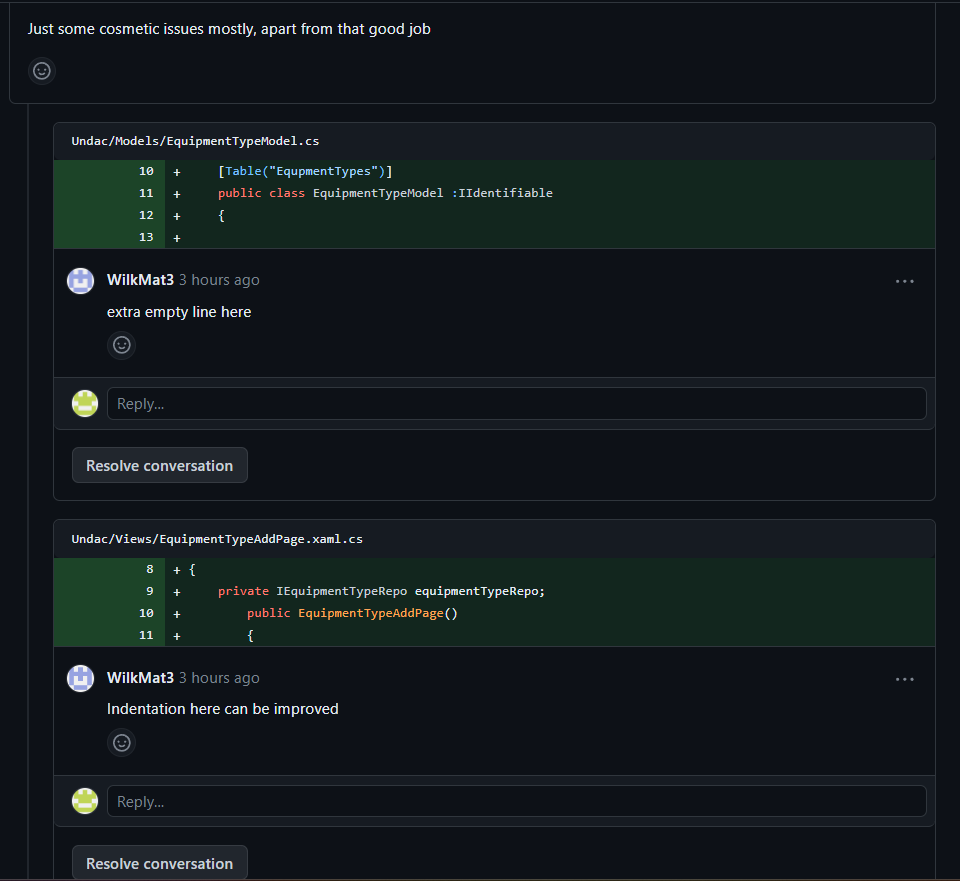 Just some cosmetic issues mostly, apart from that good job
Undac/Models/EquipmentTypeModel.cs
10 + [Table("EqupmentTypes")]
11 + public class EquipmentTypeModel :IIdentifiable
12 + {
13 +
WilkMat3 3 hours ago
extra empty line here
Reply...
Resolve conversation
Undac/Views/EquipmentTypeAddPage.xaml.cs
8 + {
9 + private IEquipmentTypeRepo equipmentTypeRepo;
10 + public EquipmentTypeAddPage()
11 + {
WilkMat3 3 hours ago
Indentation here can be improved
Reply...
Resolve conversation